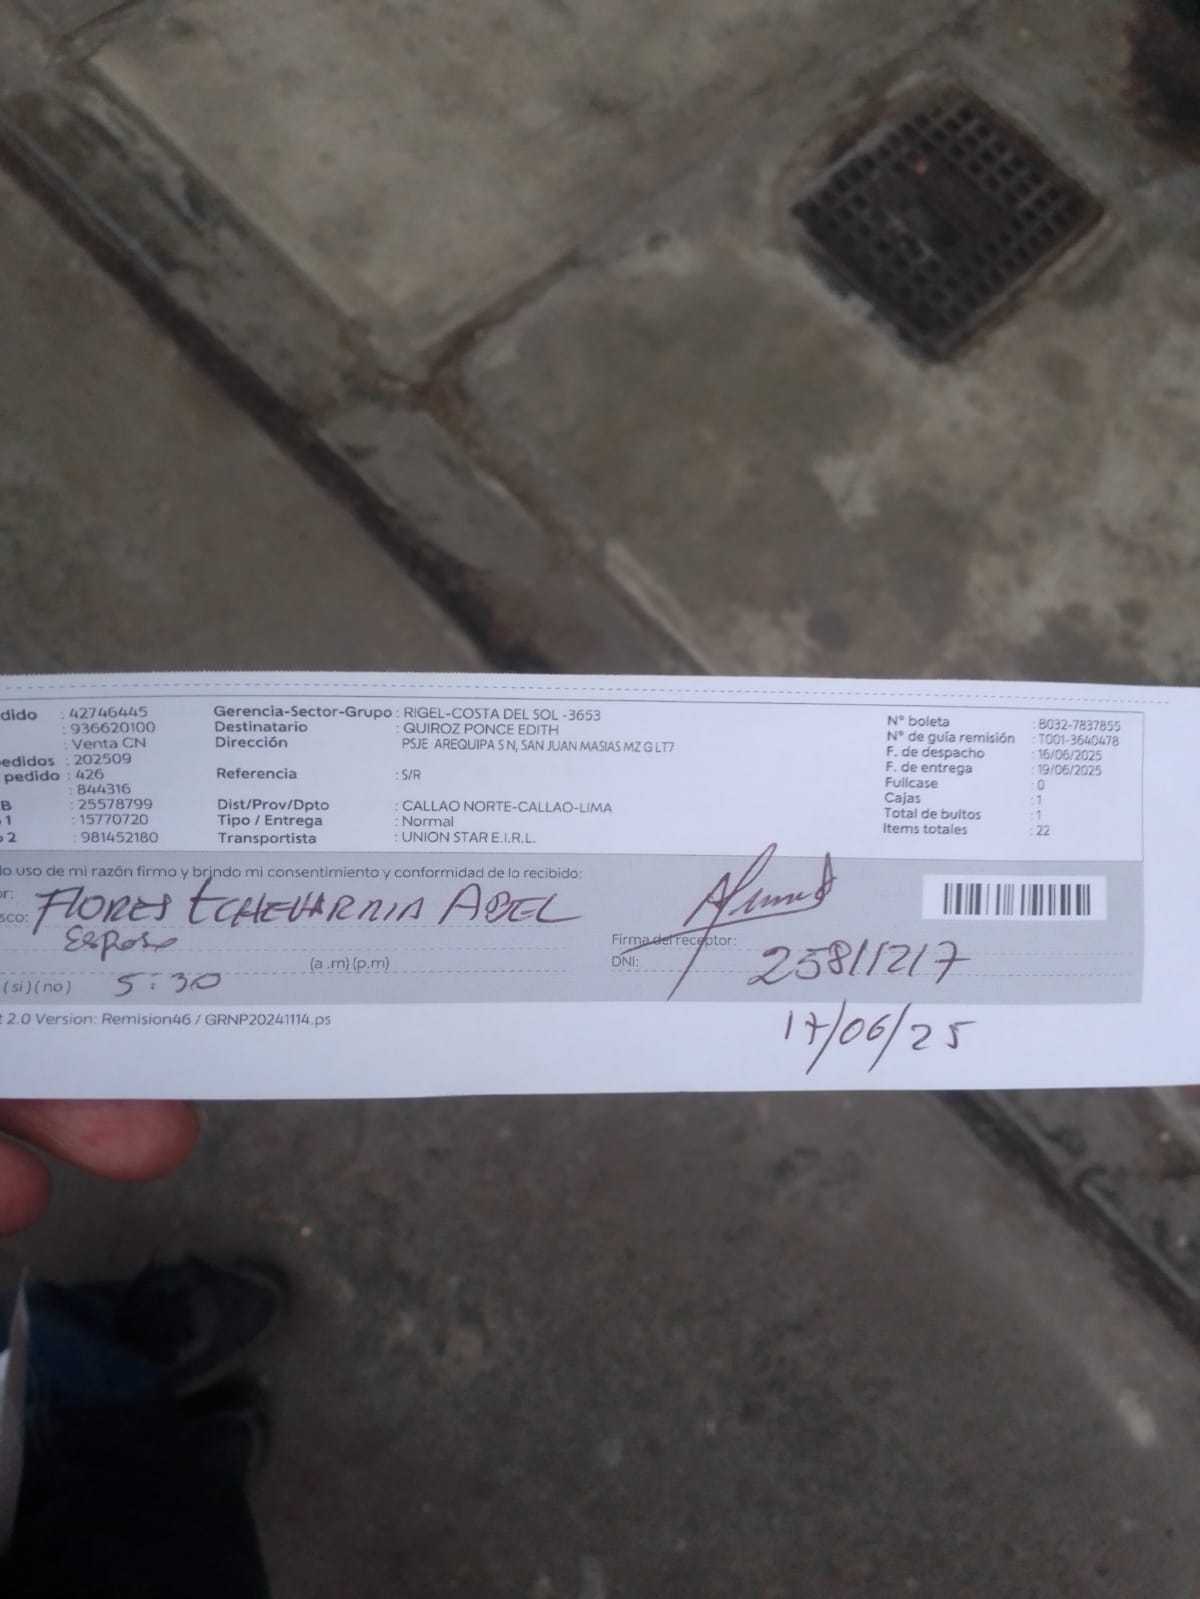 dido : 42746445 Gerencia-Sector-Grupo : RIGEL-COSTA DEL SOL -3653 N° boleta : B032-7837855
: 936620100 Destinatario : QUIROZ PONCE EDITH N° de guía remisión : T001-3640478
: Venta CN Dirección PSJE AREQUIPA S N, SAN JUAN MASIAS MZ G LT7 F. de despacho : 16/06/2025
edidos : 202509 F. de entrega : 19/06/2025
pedido : 426 Referencia : S/R Fullcase : 0
: 844316 Cajas : 1
B : 25578799 Dist/Prov/Dpto : CALLAO NORTE-CALLAO-LIMA Total de bultos : 1
1 : 15770720 Tipo / Entrega : Normal Items totales : 22
2 : 981452180 Transportista : UNION STAR E.I.R.L.
lo uso de mi razón firmo y brindo mi consentimiento y conformidad de lo recibido:
or:
sco: FLORES ECHEVARRIA ABEL
Esposo Firma del receptor:
(a .m) (p.m) DNI: 25811217
(si) (no) 5:30
t 2.0 Version: Remision46 / GRNP20241114.ps
17/06/25